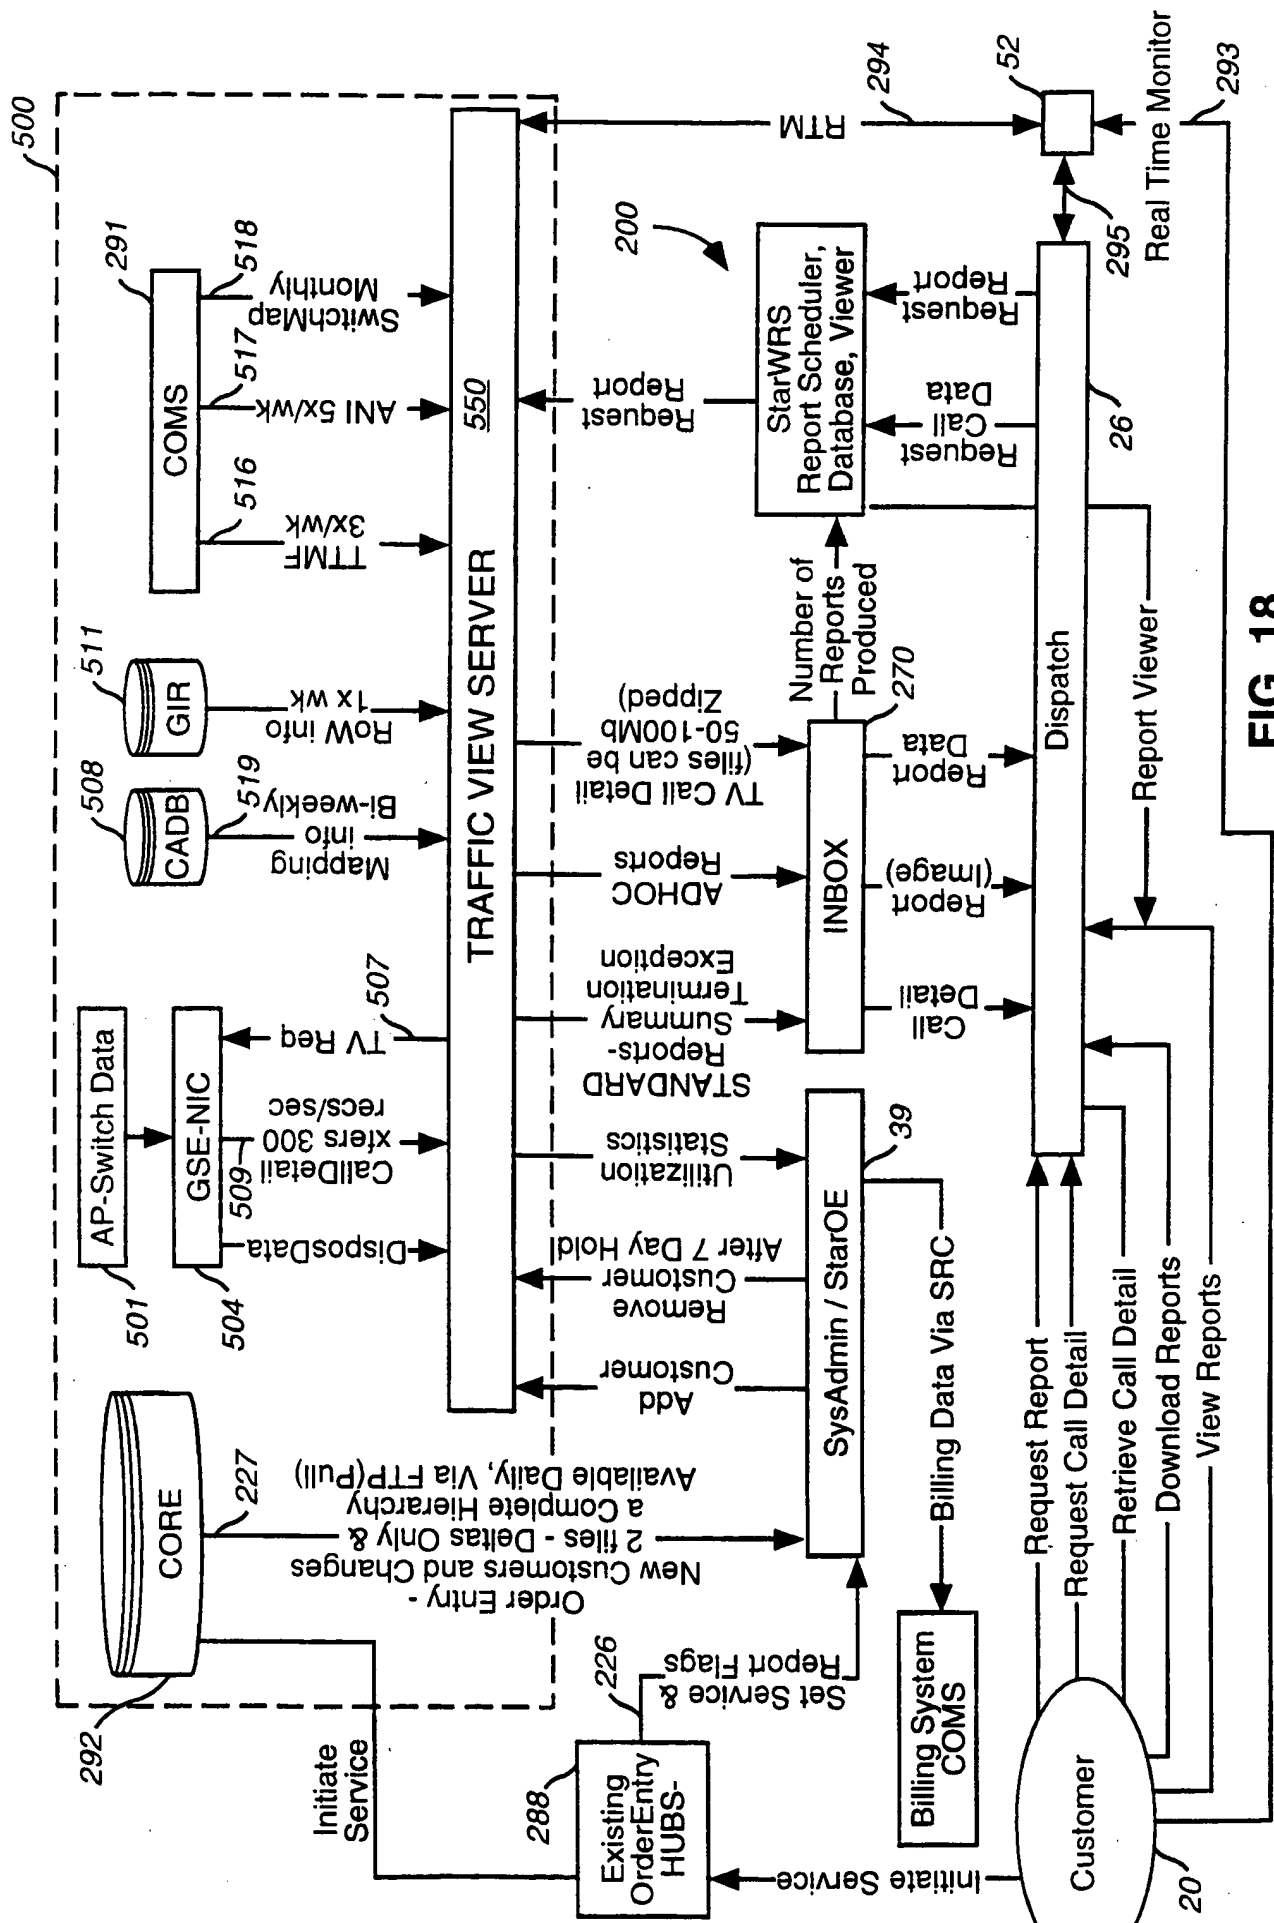 500
CORE
292
227
Order Entry -
New Customers and Changes
2 files - Deltas Only &
a Complete Hierarchy
Available Daily, Via FTP(Pull)
AP-Switch Data
501
GSE-NIC
504
DisposData
509
CallDetail
xfers 300
recs/sec
TV Req
507
CADB
508
519
Mapping
info
Bi-weekly
GIR
511
RoW info
1x wk
COMS
291
TTMF
3x/wk
516
ANI 5x/wk
517
SwitchMap
Monthly
518
TRAFFIC VIEW SERVER
550
Initiate
Service
Existing
OrderEntry
HUBS-
288
226
Set Service &
Report Flags
Add
Customer
Remove
Customer
After 7 Day Hold
Utilization
Statistics
SysAdmin / StarOE
39
STANDARD
Reports-
Summary
Termination
Exception
ADHOC
Reports
TV Call Detail
(files can be
50-100Mb
Zipped)
INBOX
270
Number of
Reports
Produced
Request
Report
StarWRS
Report Scheduler,
Database, Viewer
200
RTM
294
52
295
Real Time Monitor
293
Billing Data Via SRC
Billing System
COMS
Call
Detail
Report
(Image)
Report
Data
Request
Call
Data
Request
Report
Dispatch
26
Initiate Service
Customer
20
Request Report
Request Call Detail
Retrieve Call Detail
Download Reports
View Reports
Report Viewer
FIG. 18